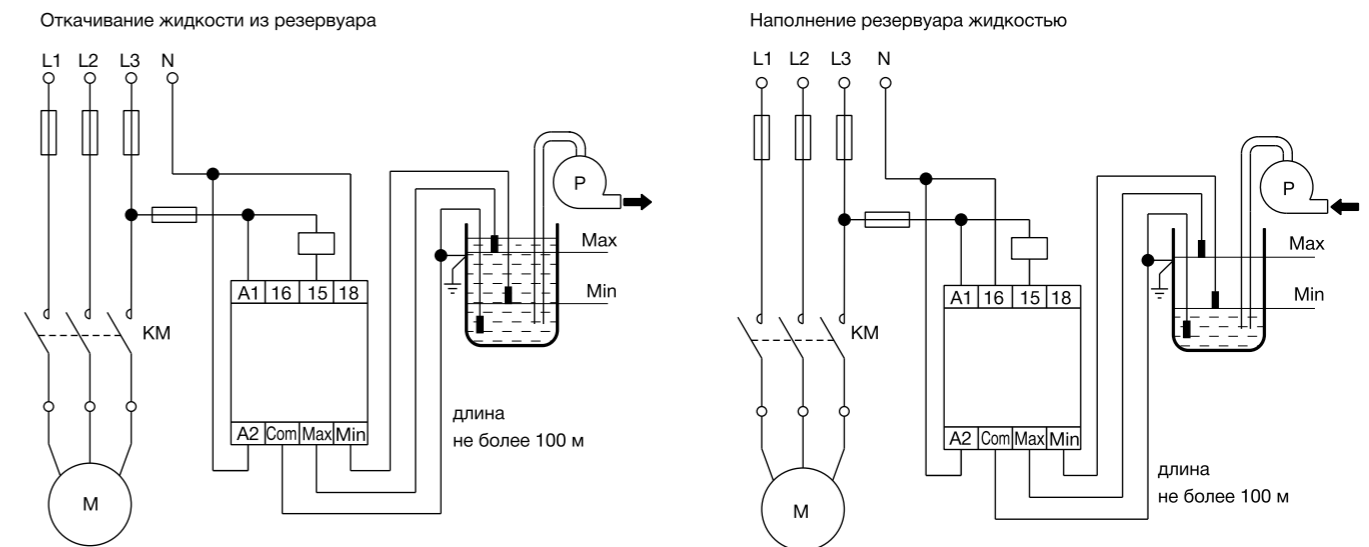 Откачивание жидкости из резервуара
L1 L2 L3 N
P
Max
Min
A1 16 15 18
KM
A2 Com Max Min
длина
не более 100 м
M
Наполнение резервуара жидкостью
L1 L2 L3 N
P
Max
Min
A1 16 15 18
KM
A2 Com Max Min
длина
не более 100 м
M